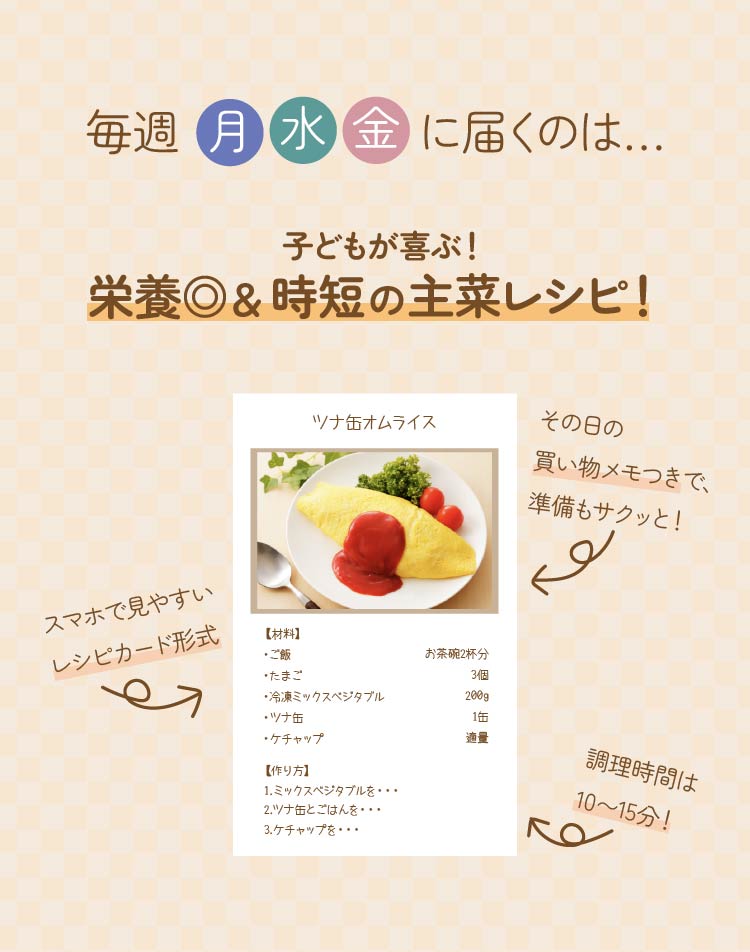 毎週 月 水 金 に届くのは...
子どもが喜ぶ！
栄養◎＆時短の主菜レシピ！
ツナ缶オムライス
その日の
買い物メモつきで、
準備もサクッと！
スマホで見やすい
レシピカード形式
【材料】
・ご飯 お茶碗2杯分
・たまご 3個
・冷凍ミックスベジタブル 200g
・ツナ缶 1缶
・ケチャップ 適量
【作り方】
1.ミックスベジタブルを・・・
2.ツナ缶とごはんを・・・
3.ケチャップを・・・
調理時間は
10〜15分！